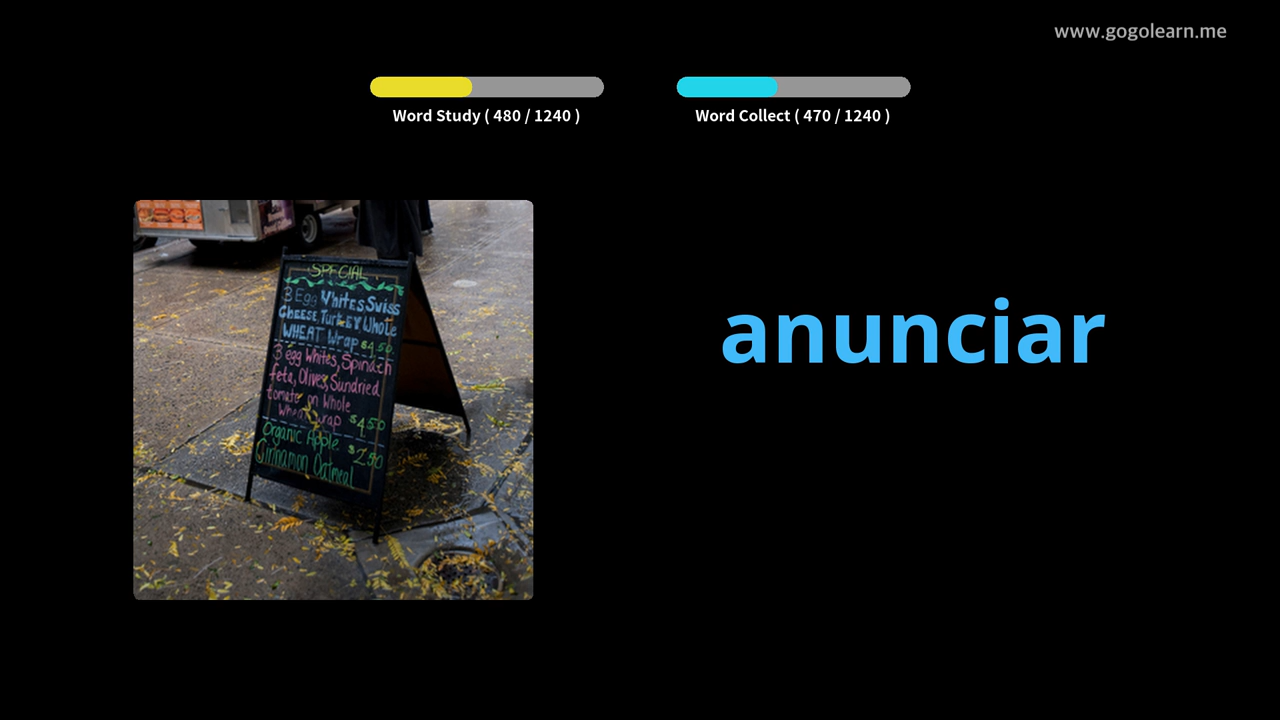 www.gogolearn.me
Word Study ( 480 / 1240 )
Word Collect ( 470 / 1240 )
SPECIAL
3 Egg Whites, Swiss
Cheese, Turkey Whole
WHEAT Wrap $4.50
3 egg Whites, Spinach
feta, Olives, Sundried
tomato on Whole
Wheat Wrap $4.50
Organic Apple
Cinnamon Oatmeal $2.50
anunciar